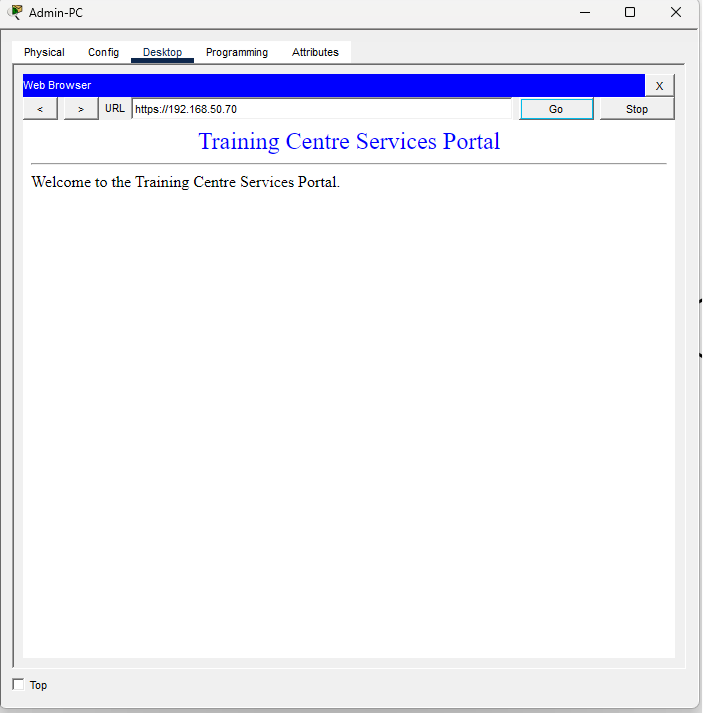 Admin-PC
Physical Config Desktop Programming Attributes
Web Browser X
< > URL https://192.168.50.70 Go Stop
Training Centre Services Portal
Welcome to the Training Centre Services Portal.
Top